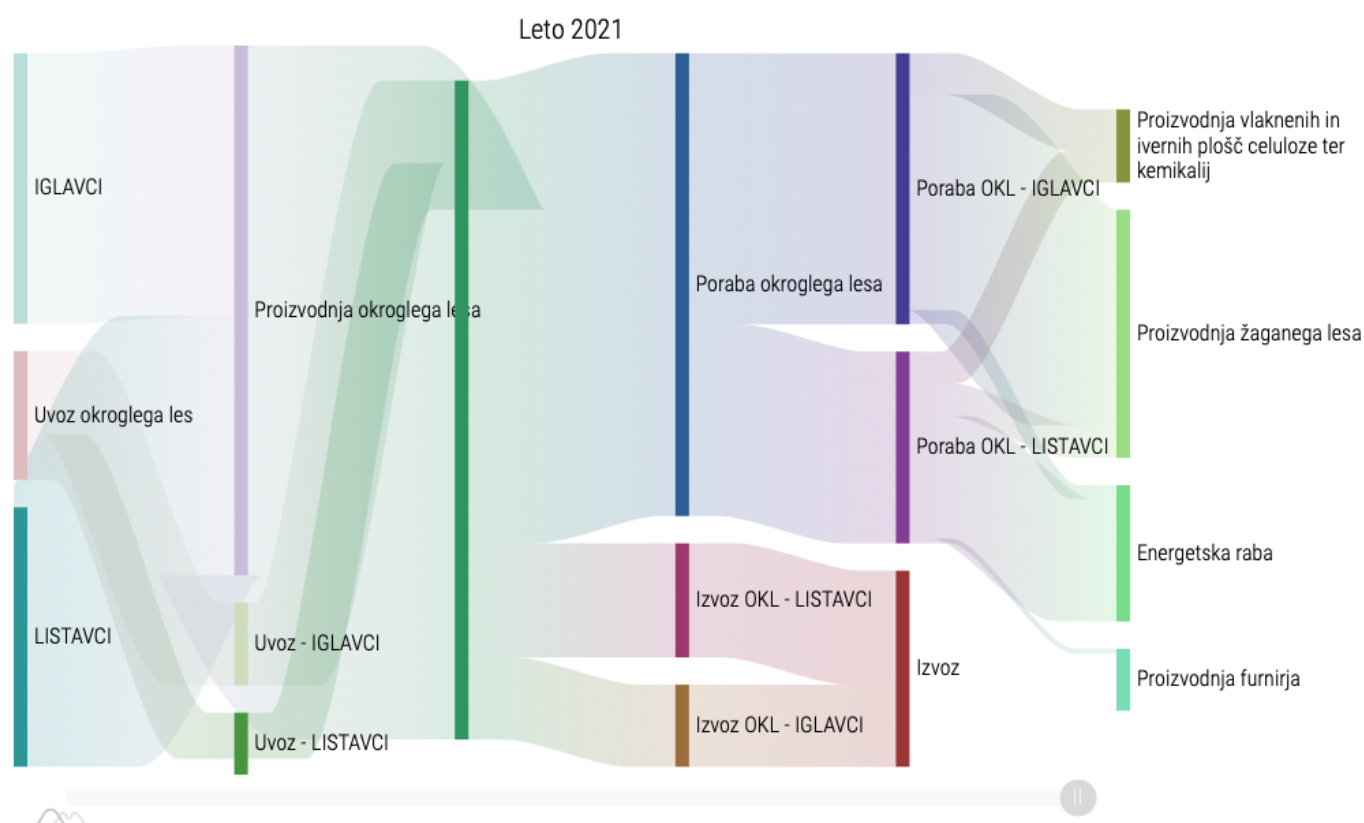 Leto 2021
IGLAVCI
Uvoz okroglega les
LISTAVCI
Proizvodnja okroglega lesa
Uvoz - IGLAVCI
Uvoz - LISTAVCI
Poraba okroglega lesa
Izvoz OKL - LISTAVCI
Izvoz OKL - IGLAVCI
Poraba OKL - IGLAVCI
Poraba OKL - LISTAVCI
Izvoz
Proizvodnja vlaknenih in
ivernih plošč celuloze ter
kemikalij
Proizvodnja žaganega lesa
Energetska raba
Proizvodnja furnirja